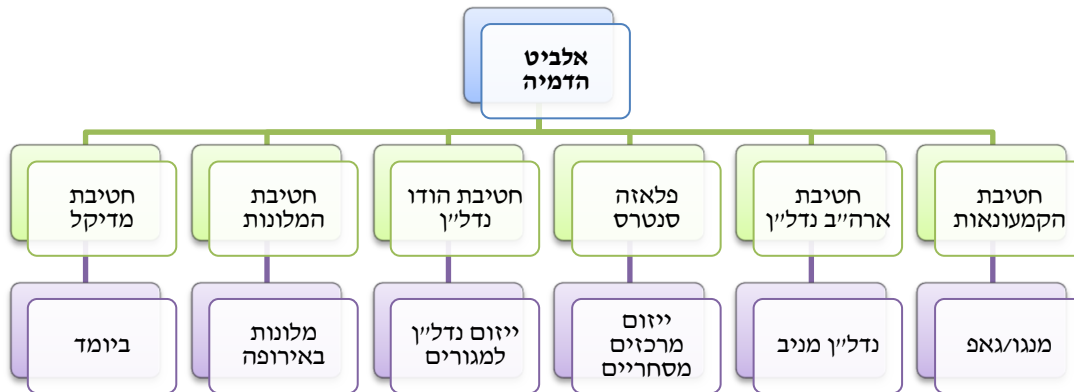 אלביט
הדמיה
חטיבת
הקמעונאות
חטיבת
ארה״ב נדל״ן
פלאזה
סנטרס
חטיבת הודו
נדל״ן
חטיבת
המלונות
חטיבת
מדיקל
מנגו/גאפ
נדל״ן מניב
ייזום
מרכזים
מסחריים
ייזום נדל״ן
למגורים
מלונות
באירופה
ביומד